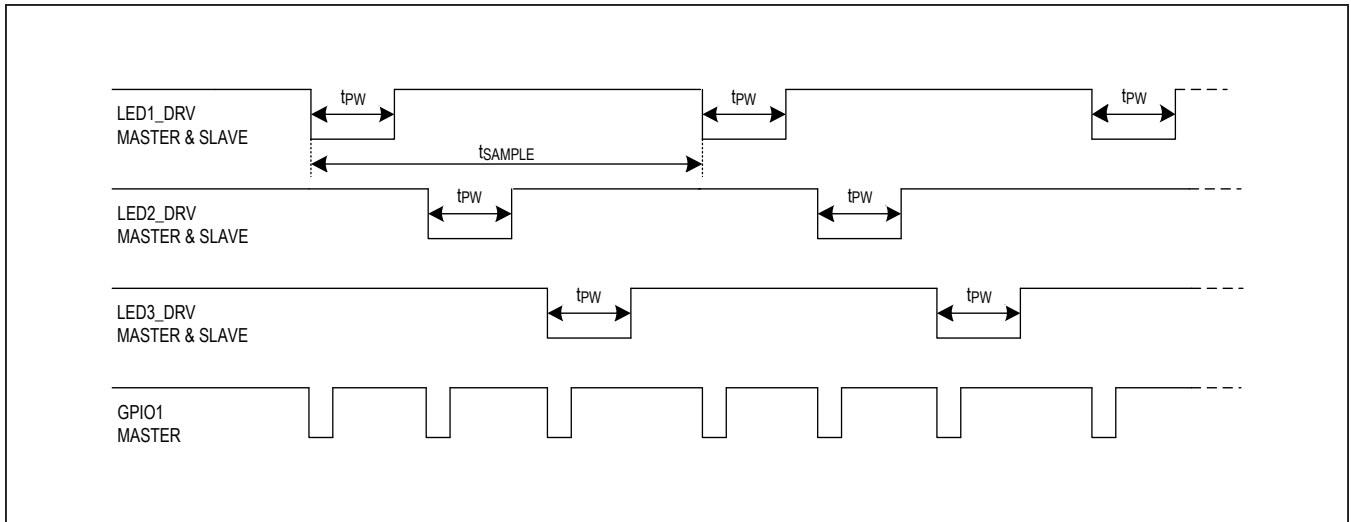 tPW
tPW
tPW
LED1_DRV
MASTER & SLAVE
tSAMPLE
tPW
tPW
LED2_DRV
MASTER & SLAVE
tPW
tPW
LED3_DRV
MASTER & SLAVE
GPIO1
MASTER